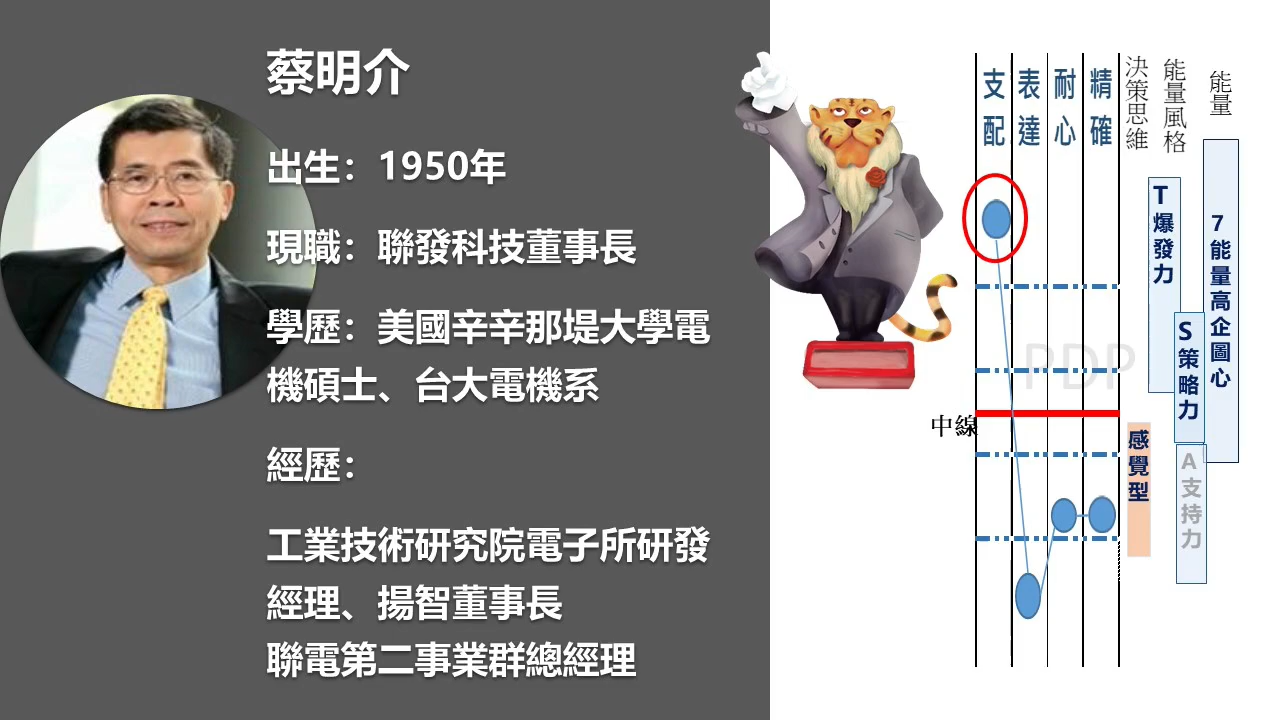 蔡明介
出生：1950年
現職：聯發科技董事長
學歷：美國辛辛那堤大學電
機碩士、台大電機系
經歷：
工業技術研究院電子所研發
經理、揚智董事長
聯電第二事業群總經理
支配
表達
耐心
精確
決策思維
能量風格
能量
T爆發力
7能量高企圖心
S策略力
PDP
中線
感覺型
A支持力